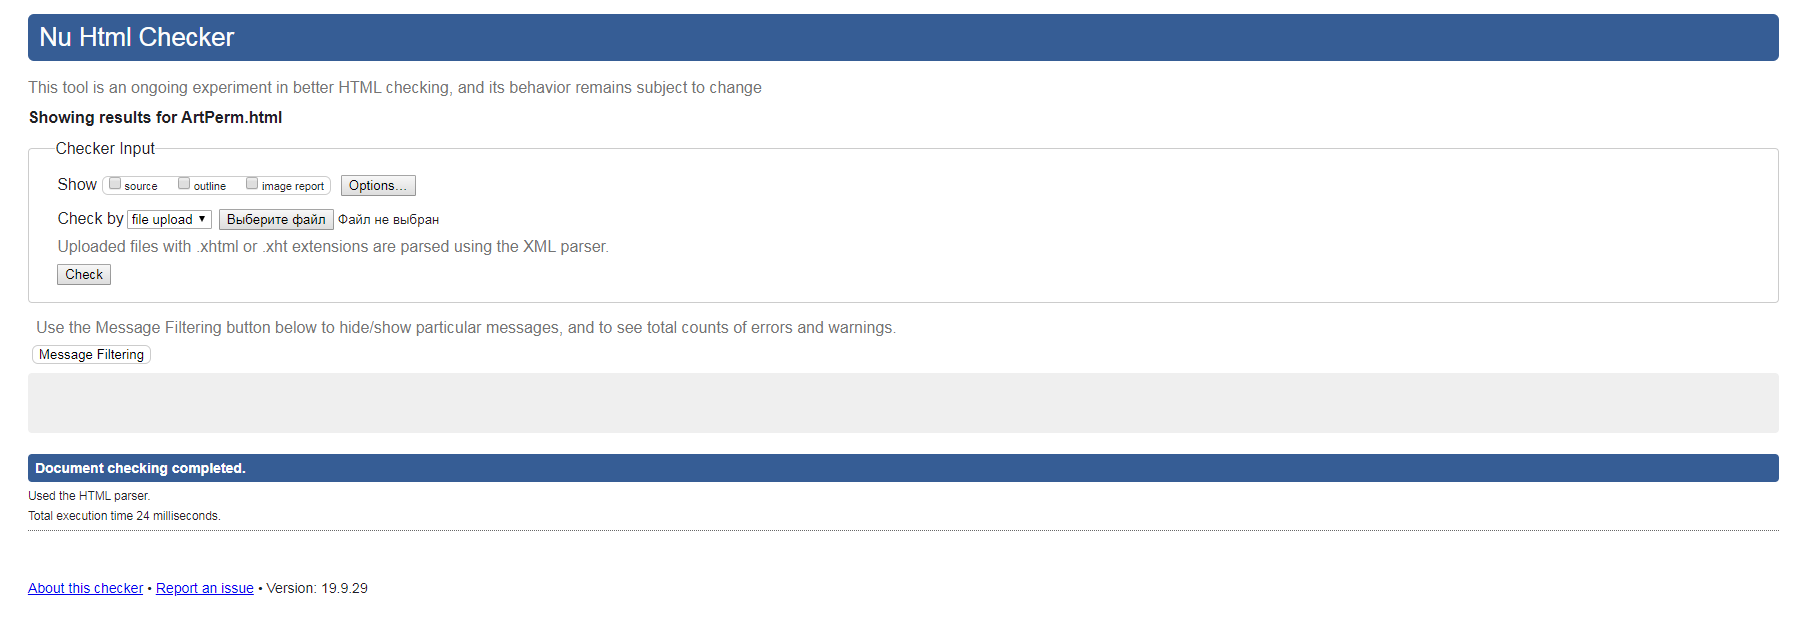 Nu Html Checker
This tool is an ongoing experiment in better HTML checking, and its behavior remains subject to change
Showing results for ArtPerm.html
Checker Input
Show source outline image report Options...
Check by file upload ▼ Выберите файл Файл не выбран
Uploaded files with .xhtml or .xht extensions are parsed using the XML parser.
Check
Use the Message Filtering button below to hide/show particular messages, and to see total counts of errors and warnings.
Message Filtering
Document checking completed.
Used the HTML parser.
Total execution time 24 milliseconds.
About this checker • Report an issue • Version: 19.9.29